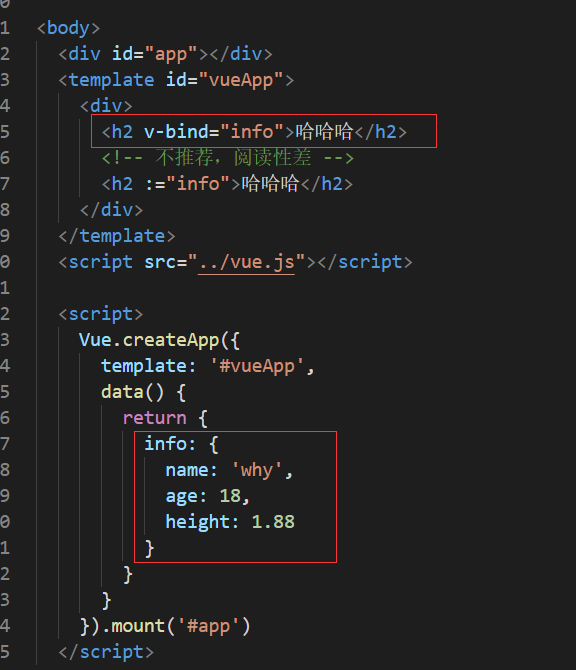 0
1 <body>
2 <div id="app"></div>
3 <template id="vueApp">
4 <div>
5 <h2 v-bind="info">哈哈哈</h2>
6 <!-- 不推荐，阅读性差 -->
7 <h2 :="info">哈哈哈</h2>
8 </div>
9 </template>
0 <script src="../vue.js"></script>
1
2 <script>
3 Vue.createApp({
4 template: '#vueApp',
5 data() {
6 return {
7 info: {
8 name: 'why',
9 age: 18,
0 height: 1.88
1 }
2 }
3 }
4 }).mount('#app')
5 </script>